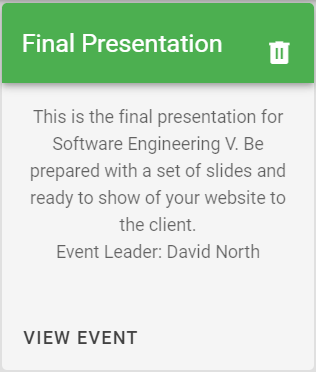 Final Presentation
This is the final presentation for
Software Engineering V. Be
prepared with a set of slides and
ready to show of your website to
the client.
Event Leader: David North
VIEW EVENT